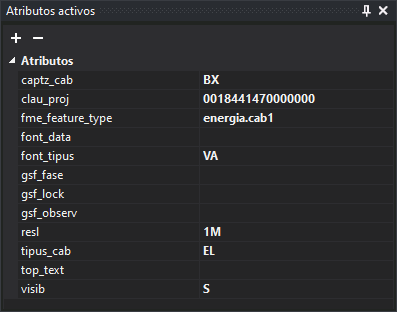 Atributos activos
Atributos
captz_cab BX
clau_proj 0018441470000000
fme_feature_type energia.cab1
font_data
font_tipus VA
gsf_fase
gsf_lock
gsf_observ
resl 1M
tipus_cab EL
top_text
visib S